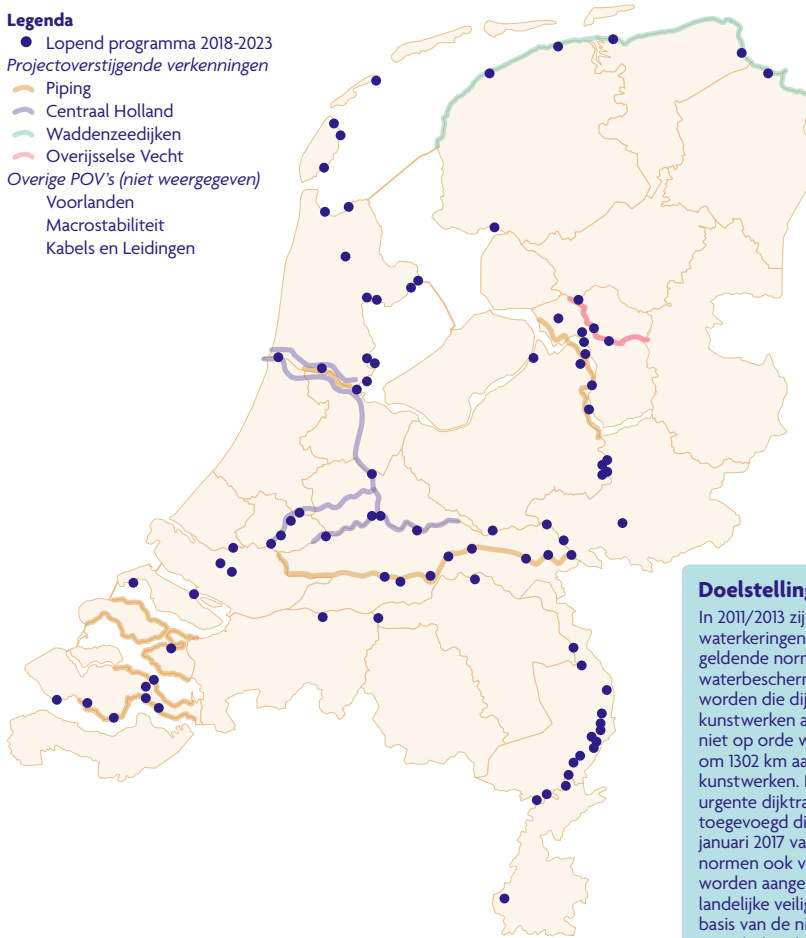 Legenda
Lopend programma 2018-2023
Projectoverstijgende verkenningen
Piping
Centraal Holland
Waddenzeedijken
Overijsselse Vecht
Overige POV's (niet weergegeven)
Voorlanden
Macrostabiliteit
Kabels en Leidingen
Doelstelling
In 2011/2013 zij
waterkeringen
geldende norm
waterbescherm
worden die dij
kunstwerken a
niet op orde w
om 1302 km aa
kunstwerken.
urgente dijktra
toegevoegd di
januari 2017 va
normen ook v
worden aange
landelijke veilig
basis van de ni